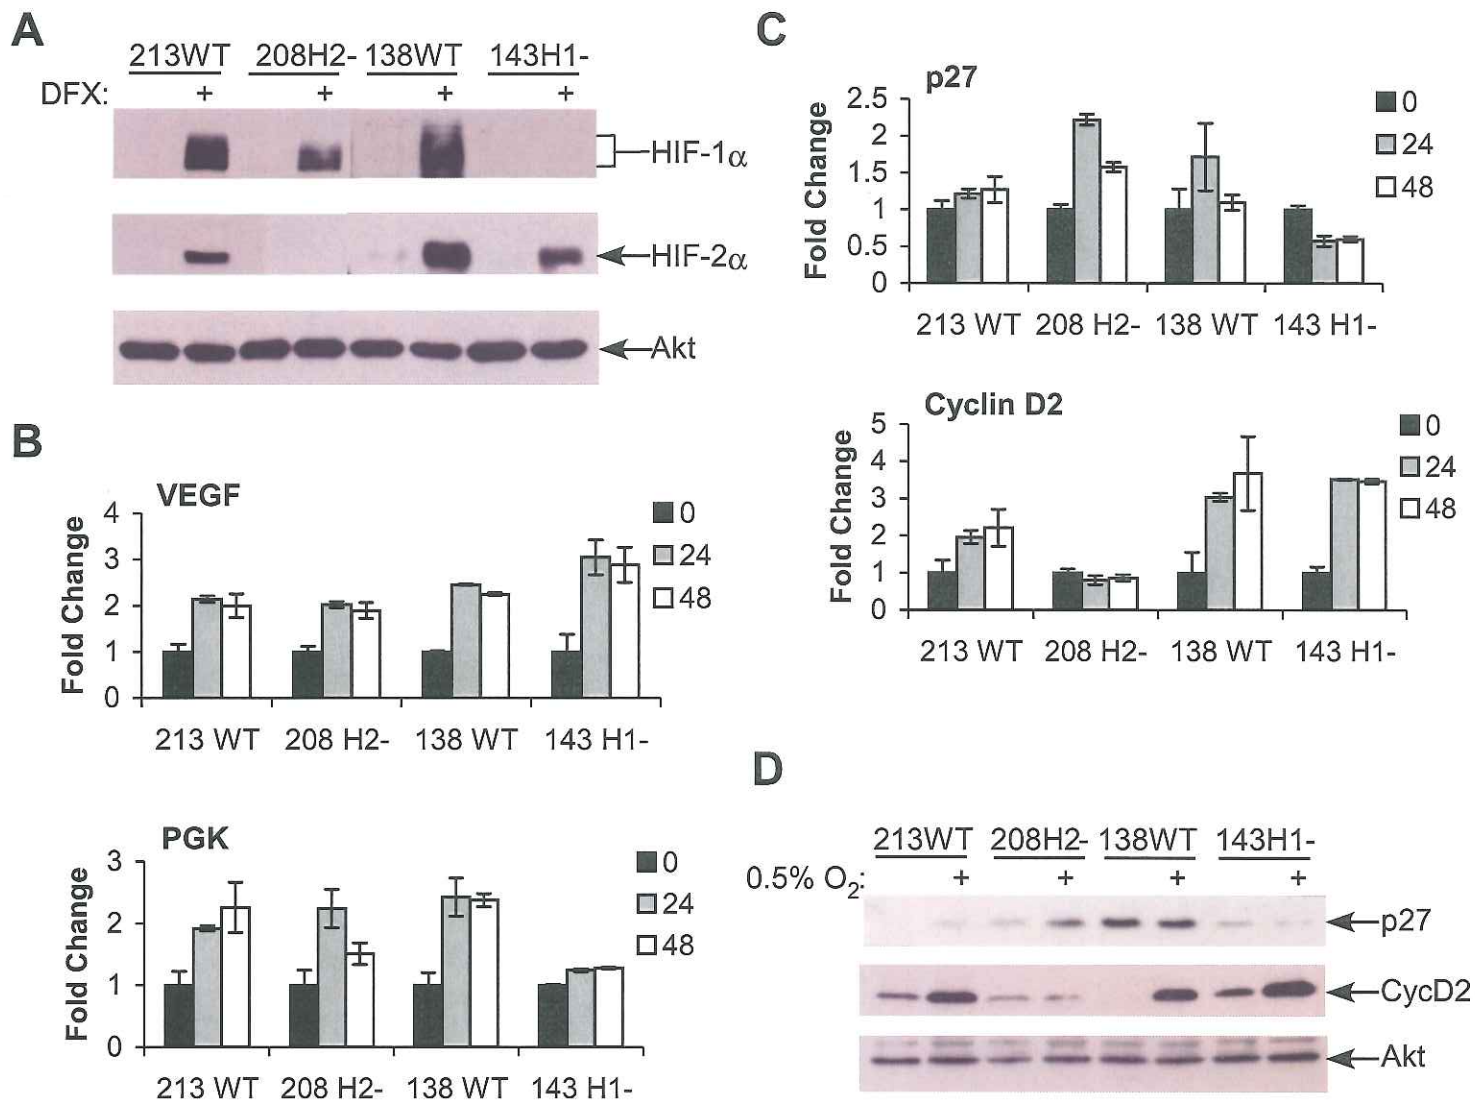 A
213WT 208H2- 138WT 143H1-
DFX: + + + +
HIF-1α
HIF-2α
Akt
B
VEGF
Fold Change
4
3
2
1
0
0
24
48
213 WT 208 H2- 138 WT 143 H1-
PGK
Fold Change
3
2
1
0
0
24
48
213 WT 208 H2- 138 WT 143 H1-
C
p27
Fold Change
2.5
2
1.5
1
0.5
0
0
24
48
213 WT 208 H2- 138 WT 143 H1-
Cyclin D2
Fold Change
5
4
3
2
1
0
0
24
48
213 WT 208 H2- 138 WT 143 H1-
D
213WT 208H2- 138WT 143H1-
0.5% O2: + + + +
p27
CycD2
Akt